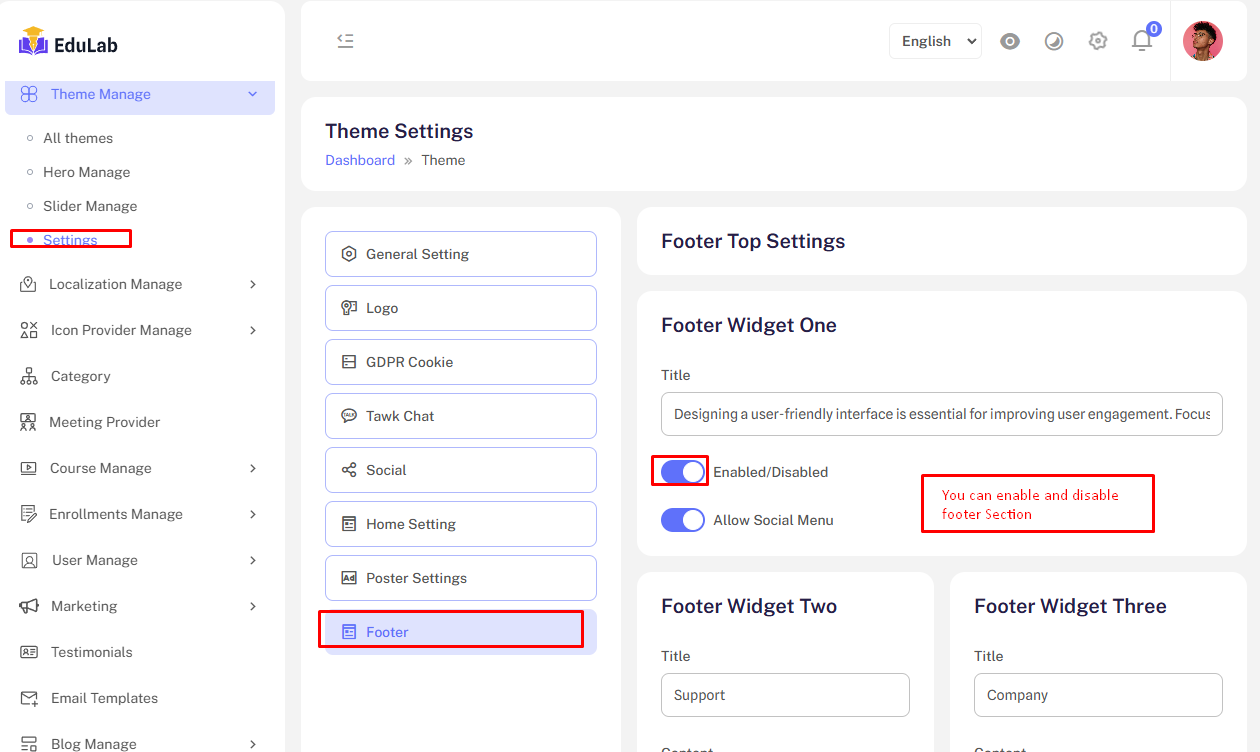 EduLab
Theme Manage
All themes
Hero Manage
Slider Manage
Settings
Localization Manage
Icon Provider Manage
Category
Meeting Provider
Course Manage
Enrollments Manage
User Manage
Marketing
Testimonials
Email Templates
Blog Manage
English
0
Theme Settings
Dashboard » Theme
General Setting
Logo
GDPR Cookie
TALK
Tawk Chat
Social
Home Setting
Ad
Poster Settings
Footer
Footer Top Settings
Footer Widget One
Title
Designing a user-friendly interface is essential for improving user engagement. Focus
Enabled/Disabled
Allow Social Menu
You can enable and disable
footer Section
Footer Widget Two
Title
Support
Content
Footer Widget Three
Title
Company
Content